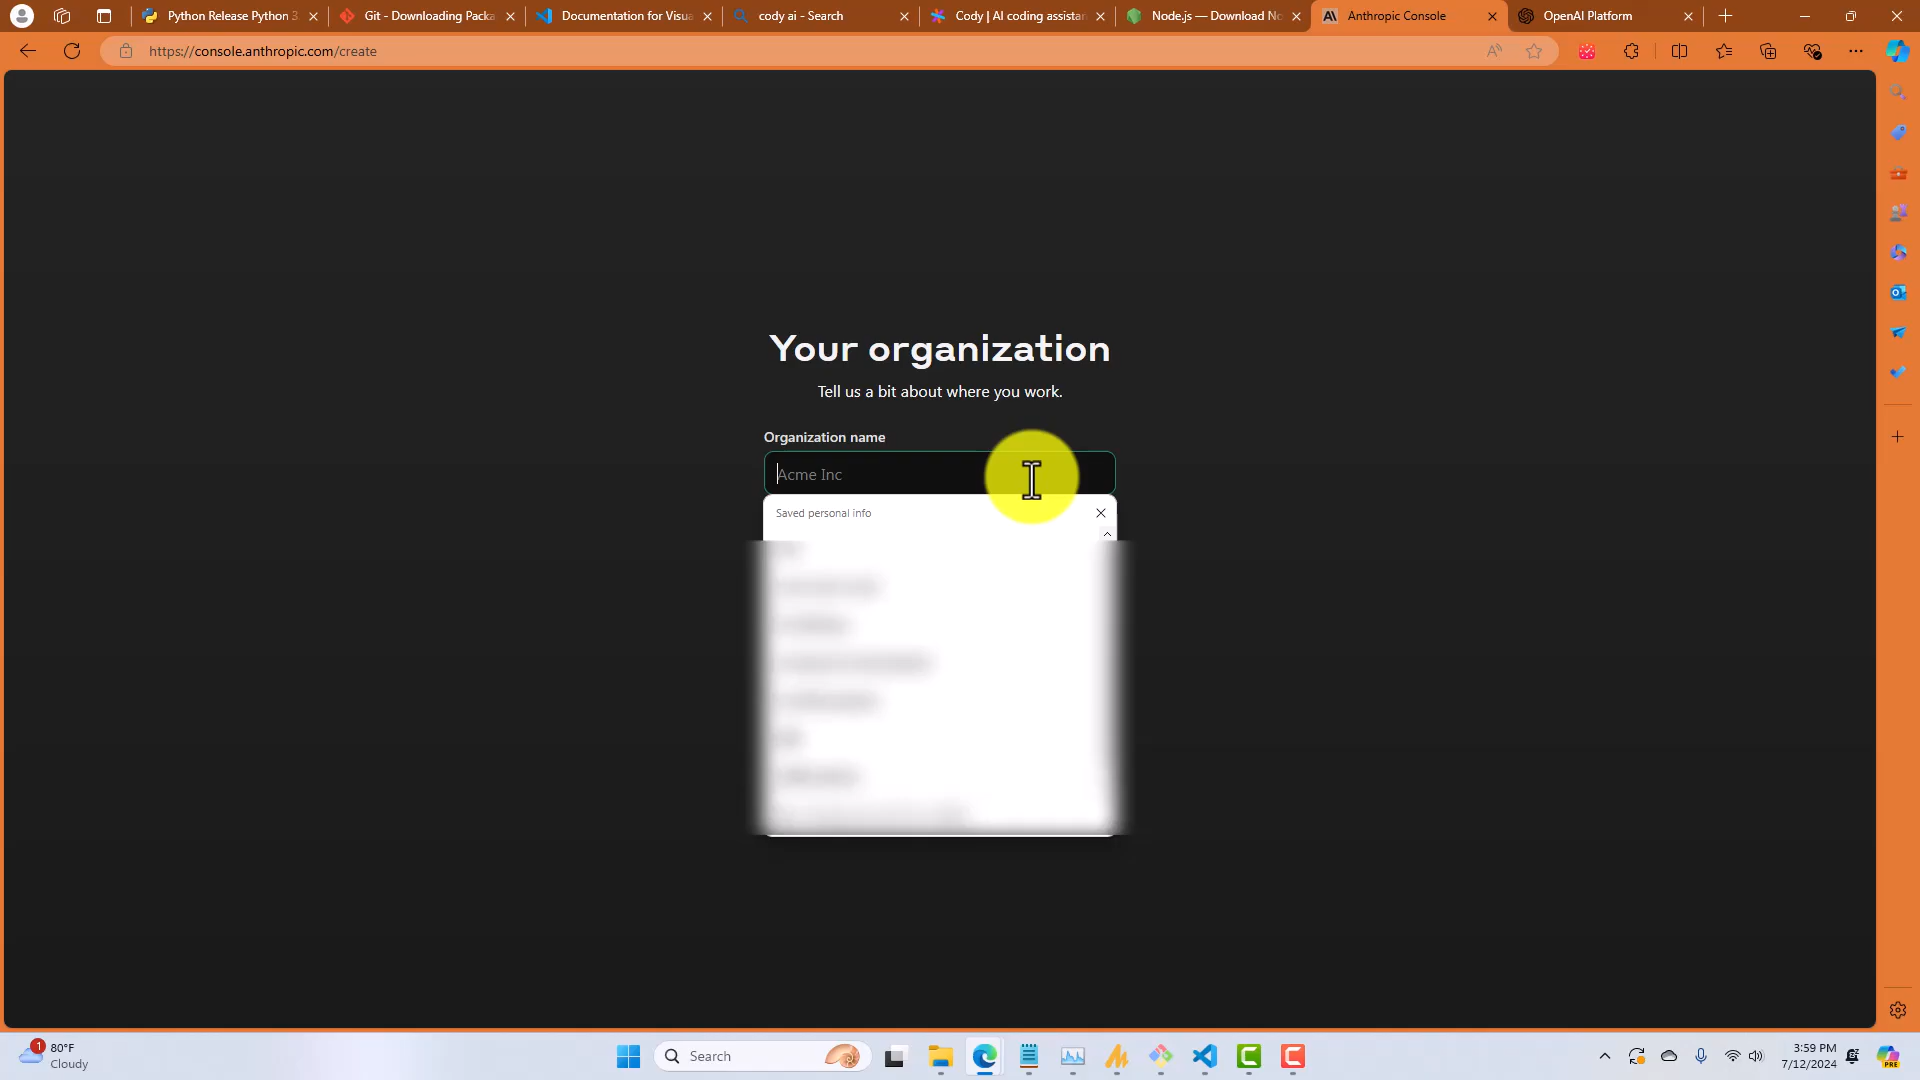 Python Release Python 3.
Git - Downloading Packa
Documentation for Visua
cody ai - Search
Cody | AI coding assistan
Node.js — Download No
Anthropic Console
OpenAI Platform
https://console.anthropic.com/create
Your organization
Tell us a bit about where you work.
Organization name
Acme Inc
Saved personal info
1
80°F
Cloudy
Search
3:59 PM
7/12/2024
PRE